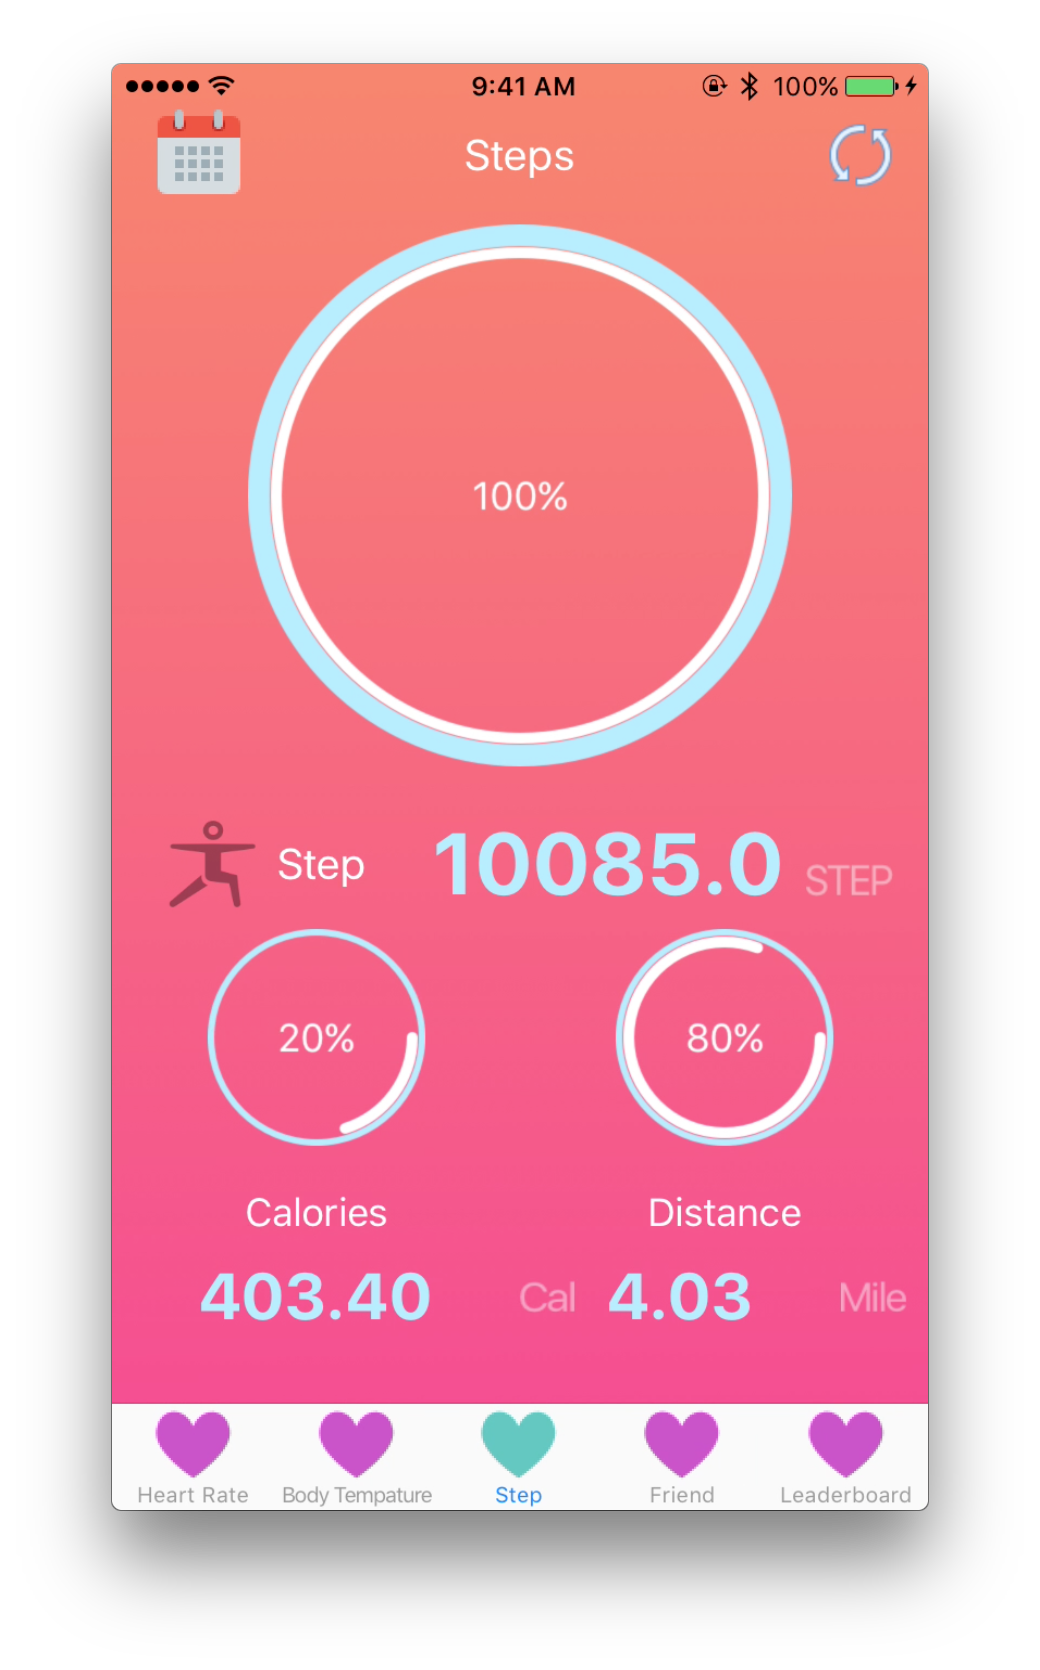 9:41 AM 100%
Steps
100%
Step 10085.0 STEP
20% 80%
Calories Distance
403.40 Cal 4.03 Mile
Heart Rate Body Tempature Step Friend Leaderboard